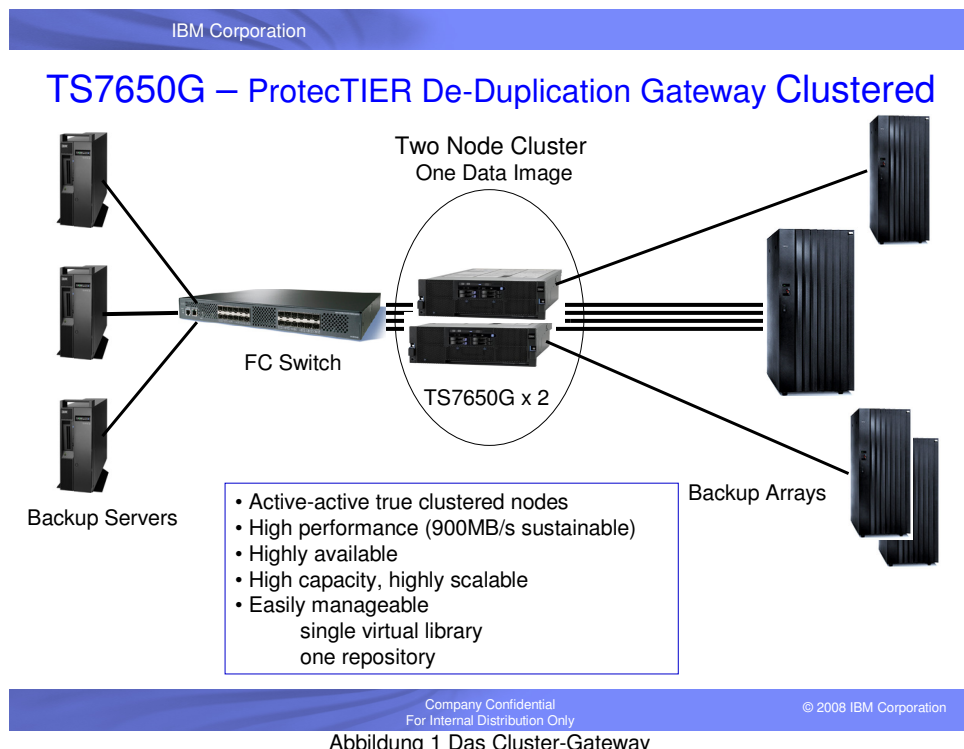 IBM Corporation
TS7650G – ProtecTIER De-Duplication Gateway Clustered
Two Node Cluster
One Data Image
FC Switch
TS7650G x 2
Backup Servers
Backup Arrays
• Active-active true clustered nodes
• High performance (900MB/s sustainable)
• Highly available
• High capacity, highly scalable
• Easily manageable
single virtual library
one repository
Company Confidential
For Internal Distribution Only
© 2008 IBM Corporation
Abbildung 1 Das Cluster-Gateway